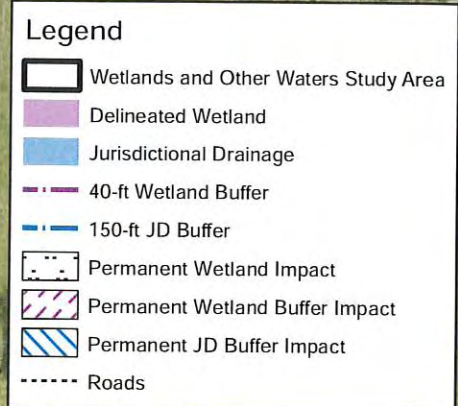 Legend
Wetlands and Other Waters Study Area
Delineated Wetland
Jurisdictional Drainage
40-ft Wetland Buffer
150-ft JD Buffer
Permanent Wetland Impact
Permanent Wetland Buffer Impact
Permanent JD Buffer Impact
Roads